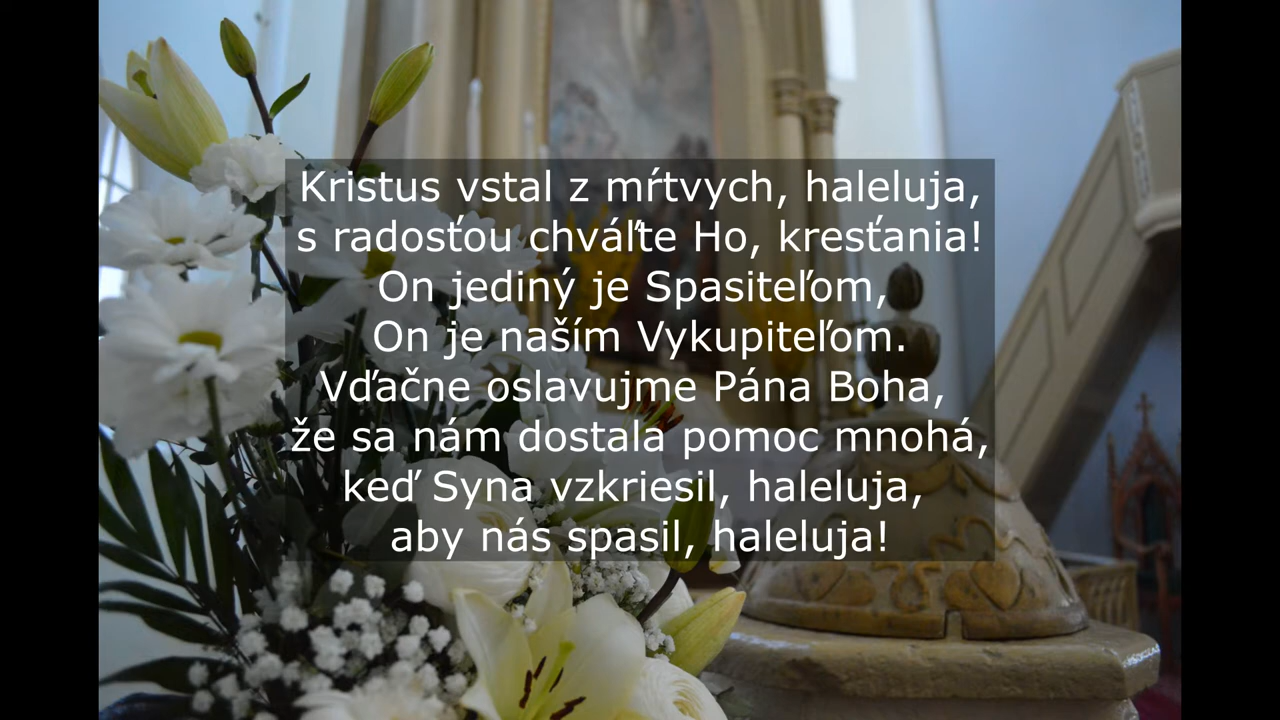 Kristus vstal z mŕtvych, haleluja,
s radosťou chváľte Ho, kresťania!
On jediný je Spasiteľom,
On je naším Vykupiteľom.
Vďačne oslavujme Pána Boha,
že sa nám dostala pomoc mnohá,
keď Syna vzkriesil, haleluja,
aby nás spasil, haleluja!